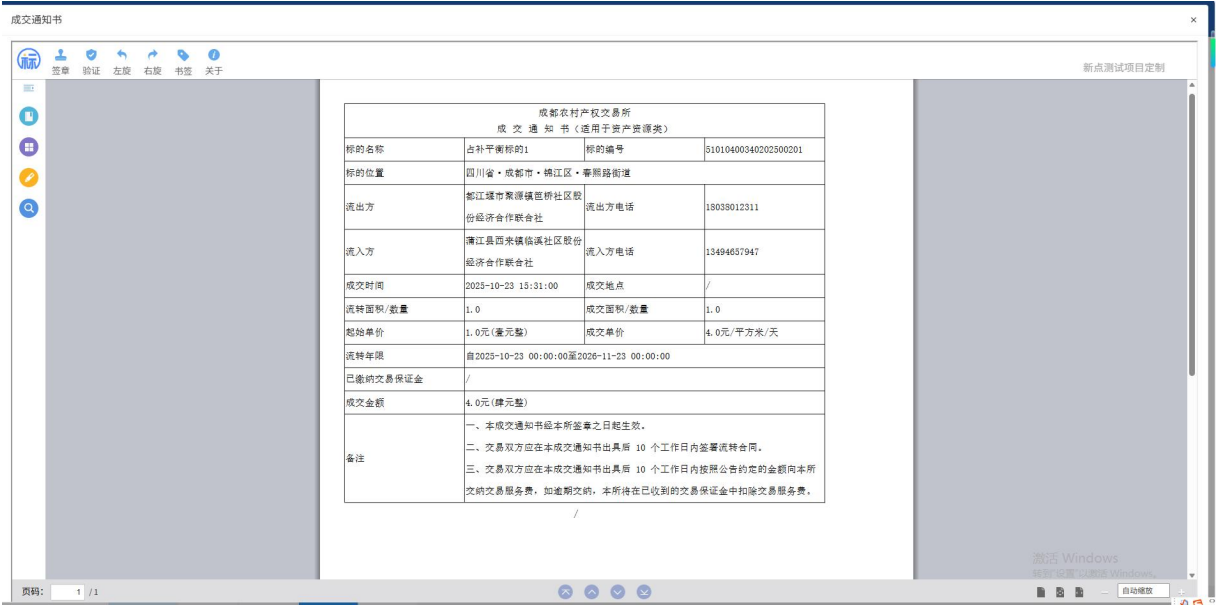 成交通知书
×
标
签章 验证 左旋 右旋 书签 关于
新点测试项目定制
成都农村产权交易所
成 交 通 知 书（适用于资产资源类）
标的名称 占补平衡标的1 标的编号 51010400340202500201
标的位置 四川省·成都市·锦江区·春熙路街道
流出方 都江堰市聚源镇笆桥社区股份经济合作联合社 流出方电话 18038012311
流入方 蒲江县西来镇临溪社区股份经济合作联合社 流入方电话 13494657947
成交时间 2025-10-23 15:31:00 成交地点 /
流转面积/数量 1.0 成交面积/数量 1.0
起始单价 1.0元(壹元整) 成交单价 4.0元/平方米/天
流转年限 自2025-10-23 00:00:00至2026-11-23 00:00:00
已缴纳交易保证金 /
成交金额 4.0元(肆元整)
备注
一、本成交通知书经本所签章之日起生效。
二、交易双方应在本成交通知书出具后 10 个工作日内签署流转合同。
三、交易双方应在本成交通知书出具后 10 个工作日内按照公告约定的金额向本所
交纳交易服务费，如逾期交纳，本所将在已收到的交易保证金中扣除交易服务费。
/
激活 Windows
转到"设置"以激活 Windows。
页码： 1 /1
自动缩放